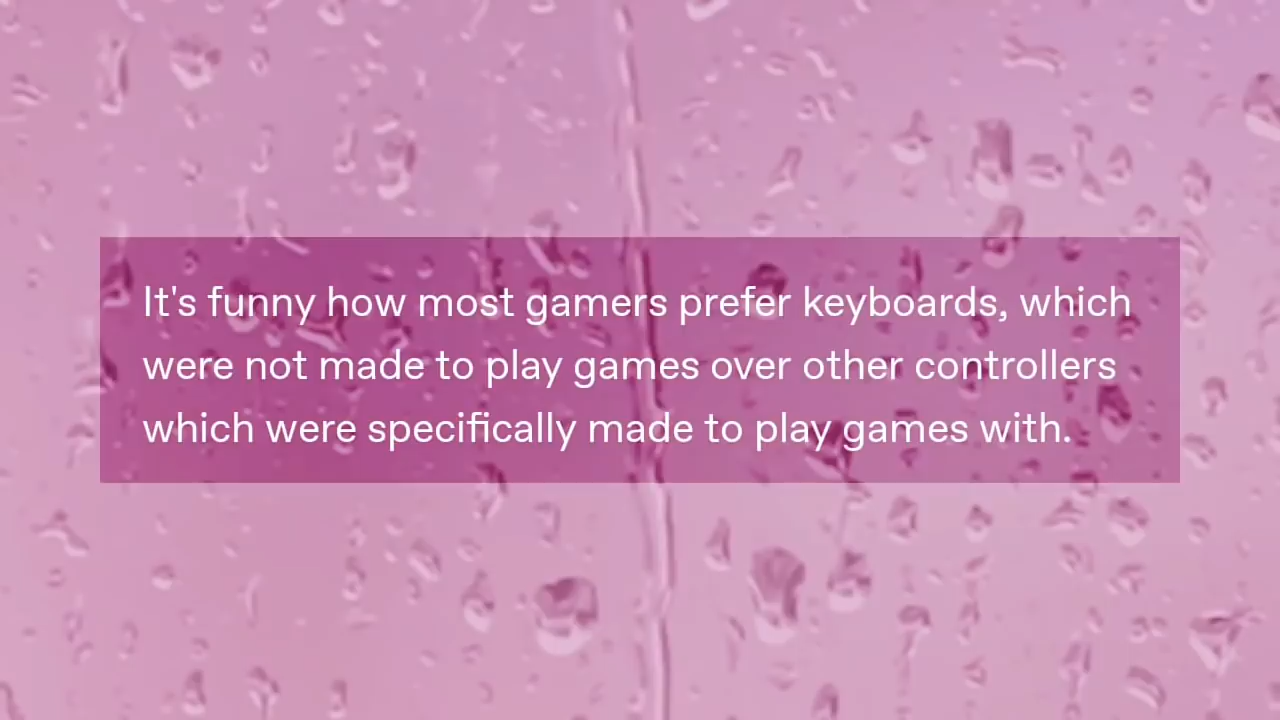 It's funny how most gamers prefer keyboards, which
were not made to play games over other controllers
which were specifically made to play games with.